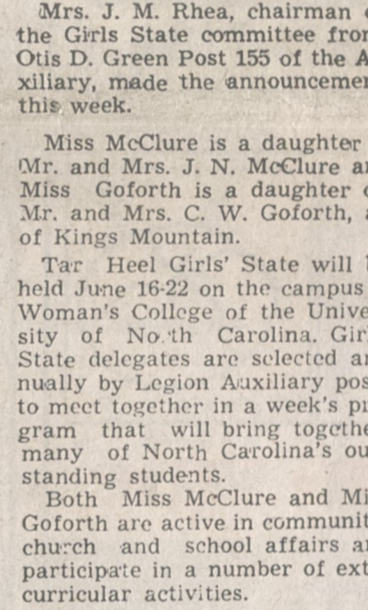 Mrs. J. M. Rhea, chairman
the Girls State committee fro
Otis D. Green Post 155 of the A
xiliary, made the announcemen
this week.
Miss McClure is a daughter
Mr. and Mrs. J. N. McClure a
Miss Goforth is a daughter
Mr. and Mrs. C. W. Goforth,
of Kings Mountain.
Tar Heel Girls' State will
held June 16-22 on the campus
Woman's College of the Unive
sity of No.'th Carolina. Gir
State delegates are selected a
nually by Legion Auxiliary pos
to meet together in a week's p
gram that will bring togethe
many of North Carolina's ou
standing students.
Both Miss McClure and Mi
Goforth are active in communit
church and school affairs a
participate in a number of ext
curricular activities.